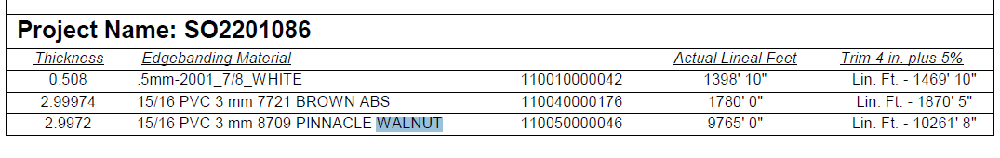 Project Name: SO2201086
Thickness Edgebanding Material Actual Lineal Feet Trim 4 in. plus 5%
0.508 .5mm-2001_7/8_WHITE 110010000042 1398' 10" Lin. Ft. - 1469' 10"
2.99974 15/16 PVC 3 mm 7721 BROWN ABS 110040000176 1780' 0" Lin. Ft. - 1870' 5"
2.9972 15/16 PVC 3 mm 8709 PINNACLE WALNUT 110050000046 9765' 0" Lin. Ft. - 10261' 8"